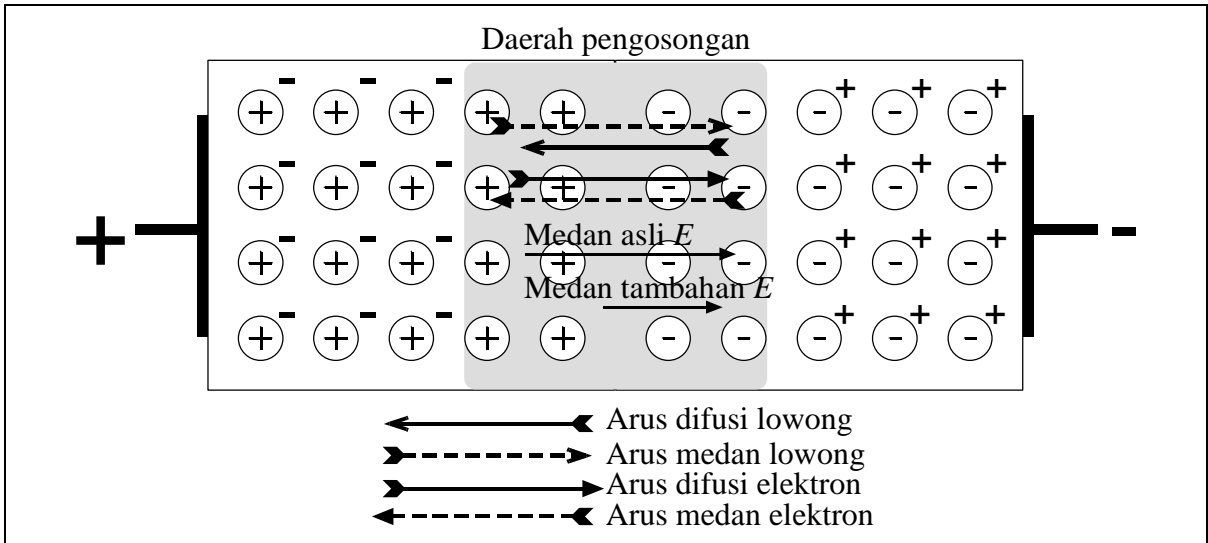 Daerah pengosongan
- - - + + + + + - - - + - + - +
- - - + + + + + - - - + - + - +
+ -
Medan asli E
- - - + + + + + - - - + - + - +
Medan tambahan E
- - - + + + + + - - - + - + - +
Arus difusi lowong
Arus medan lowong
Arus difusi elektron
Arus medan elektron